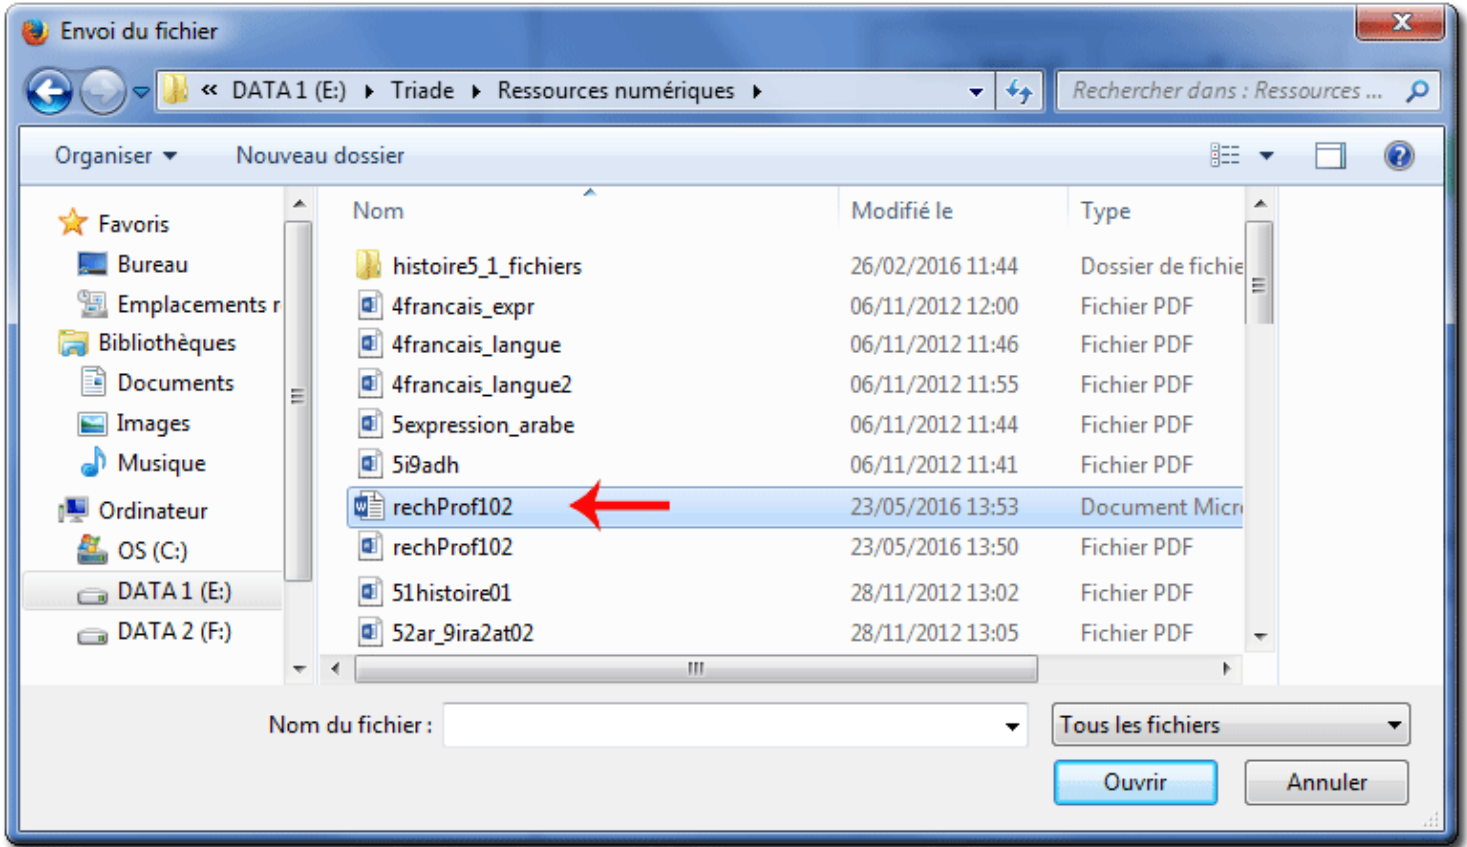 Envoi du fichier
« DATA 1 (E:) Triade Ressources numériques
Rechercher dans : Ressources ...
Organiser Nouveau dossier
Favoris
Bureau
Emplacements r
Bibliothèques
Documents
Images
Musique
Ordinateur
OS (C:)
DATA 1 (E:)
DATA 2 (F:)
Nom Modifié le Type
histoire5_1_fichiers 26/02/2016 11:44 Dossier de fichie
4francais_expr 06/11/2012 12:00 Fichier PDF
4francais_langue 06/11/2012 11:46 Fichier PDF
4francais_langue2 06/11/2012 11:55 Fichier PDF
5expression_arabe 06/11/2012 11:44 Fichier PDF
5i9adh 06/11/2012 11:41 Fichier PDF
rechProf102 23/05/2016 13:53 Document Micr
rechProf102 23/05/2016 13:50 Fichier PDF
51histoire01 28/11/2012 13:02 Fichier PDF
52ar_9ira2at02 28/11/2012 13:05 Fichier PDF
Nom du fichier : Tous les fichiers
Ouvrir Annuler